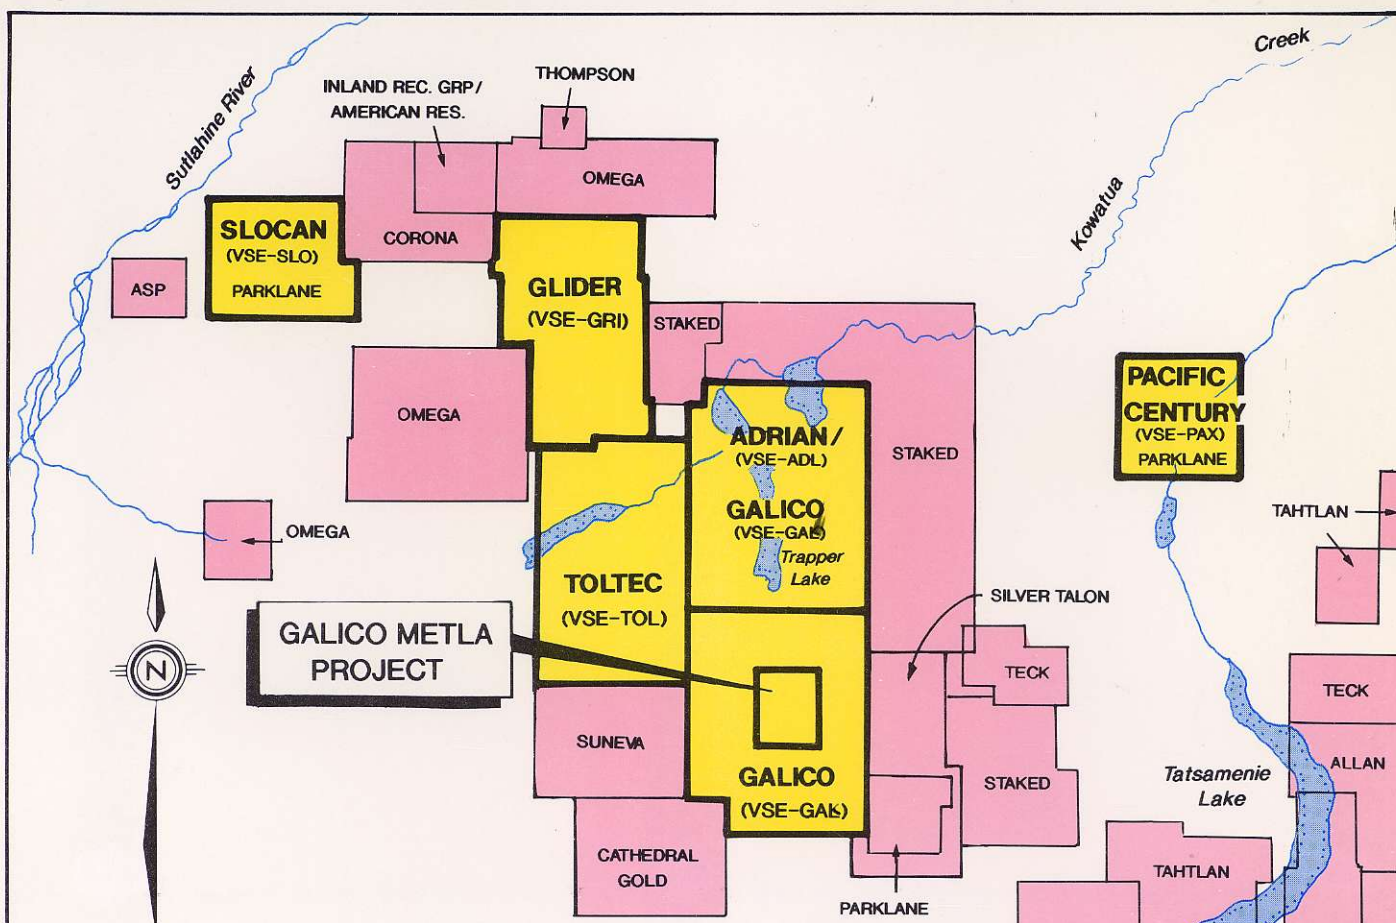 Creek
THOMPSON
INLAND REC. GRP/
AMERICAN RES.
Sutlahine River
OMEGA
Kowatua
SLOCAN
(VSE-SLO)
PARKLANE
CORONA
ASP
GLIDER
(VSE-GRI)
STAKED
PACIFIC
CENTURY
(VSE-PAX)
PARKLANE
OMEGA
ADRIAN/
(VSE-ADL)
STAKED
GALICO
(VSE-GAL)
Trapper
Lake
TAHTLAN
OMEGA
TOLTEC
(VSE-TOL)
SILVER TALON
GALICO METLA
PROJECT
N
TECK
TECK
SUNEVA
GALICO
(VSE-GAL)
STAKED
Tatsamenie
Lake
ALLAN
CATHEDRAL
GOLD
TAHTLAN
PARKLANE